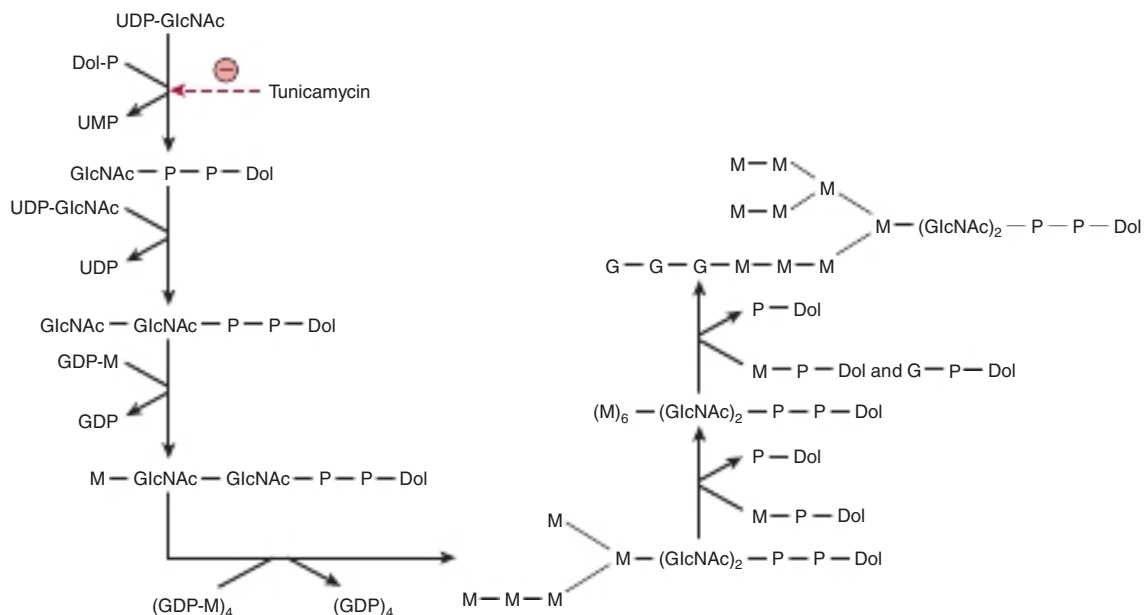 UDP-GlcNAc
Dol-P
−
Tunicamycin
UMP
GlcNAc — P — P — Dol
UDP-GlcNAc
UDP
GlcNAc — GlcNAc — P — P — Dol
GDP-M
GDP
M — GlcNAc — GlcNAc — P — P — Dol
(GDP-M)4
(GDP)4
M
M — (GlcNAc)2 — P — P — Dol
M — M — M
M — P — Dol
P — Dol
(M)6 — (GlcNAc)2 — P — P — Dol
M — P — Dol and G — P — Dol
P — Dol
G — G — G — M — M — M
M — M
M
M — M
M — (GlcNAc)2 — P — P — Dol